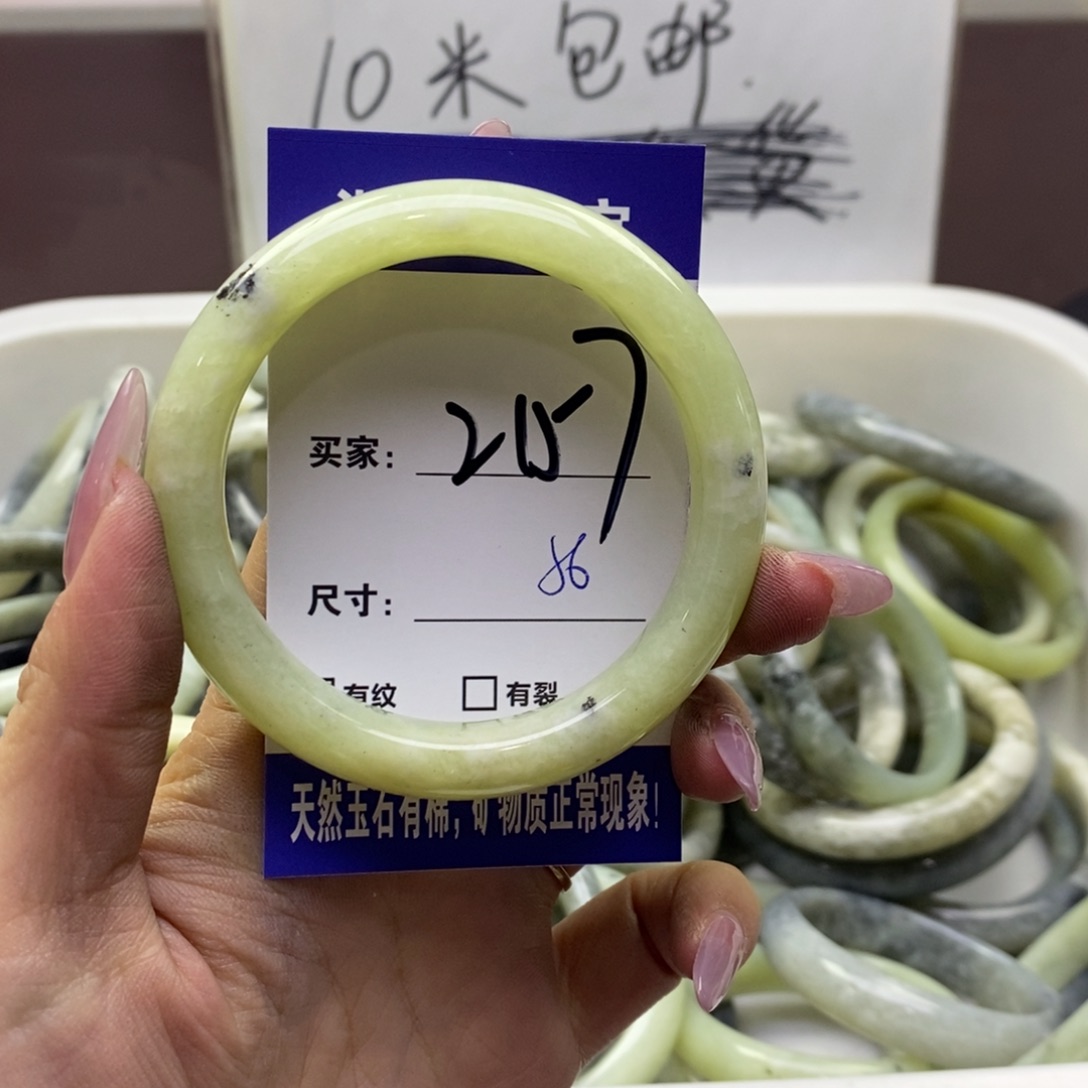 10米包邮.
买家: 2157
尺寸: 56
有纹 有裂
天然玉石有棉，矿物质正常现象!